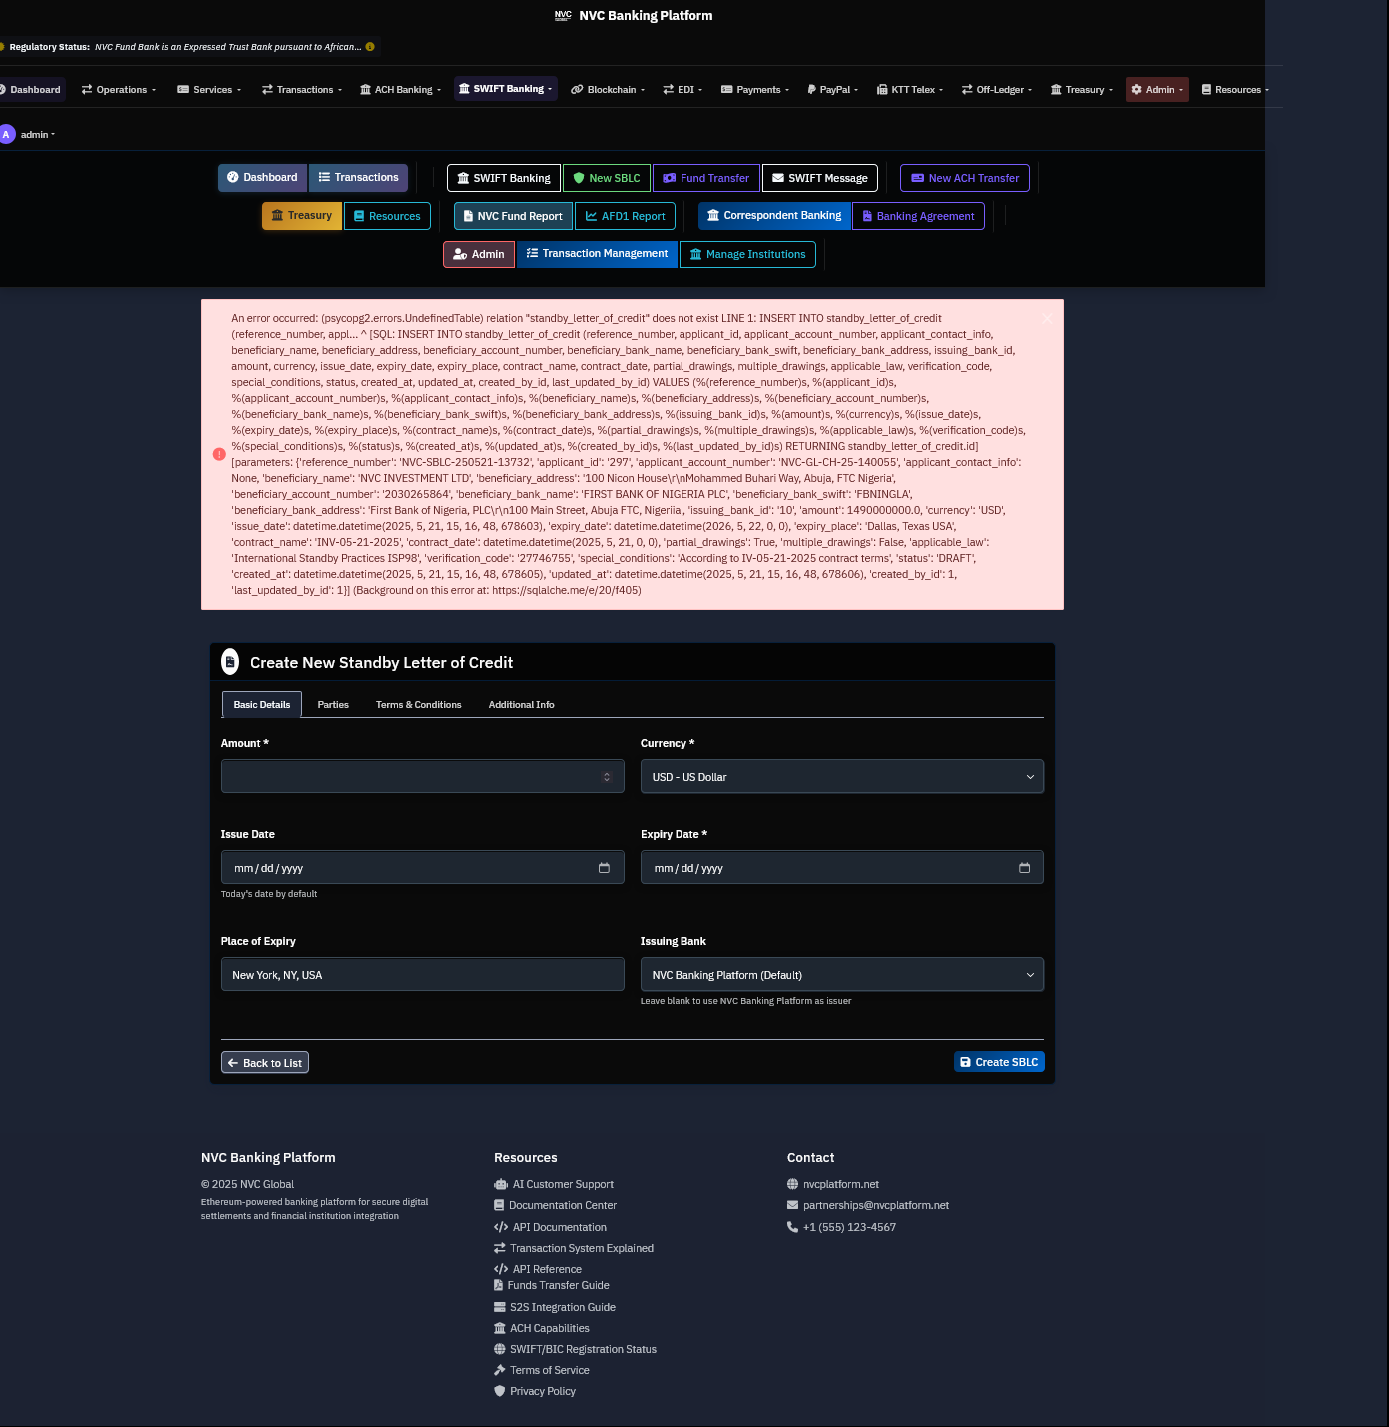 NVC GLOBAL NVC Banking Platform
Regulatory Status: NVC Fund Bank is an Expressed Trust Bank pursuant to African...
Dashboard Operations Services Transactions ACH Banking SWIFT Banking Blockchain EDI Payments PayPal KTT Telex Off-Ledger Treasury Admin Resources
A admin
Dashboard Transactions SWIFT Banking New SBLC Fund Transfer SWIFT Message New ACH Transfer
Treasury Resources NVC Fund Report AFD1 Report Correspondent Banking Banking Agreement
Admin Transaction Management Manage Institutions
An error occurred: (psycopg2.errors.UndefinedTable) relation "standby_letter_of_credit" does not exist LINE 1: INSERT INTO standby_letter_of_credit
(reference_number, appl... ^ [SQL: INSERT INTO standby_letter_of_credit (reference_number, applicant_id, applicant_account_number, applicant_contact_info,
beneficiary_name, beneficiary_address, beneficiary_account_number, beneficiary_bank_name, beneficiary_bank_swift, beneficiary_bank_address, issuing_bank_id,
amount, currency, issue_date, expiry_date, expiry_place, contract_name, contract_date, partial_drawings, multiple_drawings, applicable_law, verification_code,
special_conditions, status, created_at, updated_at, created_by_id, last_updated_by_id) VALUES (%(reference_number)s, %(applicant_id)s,
%(applicant_account_number)s, %(applicant_contact_info)s, %(beneficiary_name)s, %(beneficiary_address)s, %(beneficiary_account_number)s,
%(beneficiary_bank_name)s, %(beneficiary_bank_swift)s, %(beneficiary_bank_address)s, %(issuing_bank_id)s, %(amount)s, %(currency)s, %(issue_date)s,
%(expiry_date)s, %(expiry_place)s, %(contract_name)s, %(contract_date)s, %(partial_drawings)s, %(multiple_drawings)s, %(applicable_law)s, %(verification_code)s,
%(special_conditions)s, %(status)s, %(created_at)s, %(updated_at)s, %(created_by_id)s, %(last_updated_by_id)s) RETURNING standby_letter_of_credit.id]
[parameters: {'reference_number': 'NVC-SBLC-250521-13732', 'applicant_id': '297', 'applicant_account_number': 'NVC-GL-CH-25-140055', 'applicant_contact_info':
None, 'beneficiary_name': 'NVC INVESTMENT LTD', 'beneficiary_address': '100 Nicon House\r\nMohammed Buhari Way, Abuja, FTC Nigeria',
'beneficiary_account_number': '2030265864', 'beneficiary_bank_name': 'FIRST BANK OF NIGERIA PLC', 'beneficiary_bank_swift': 'FBNINGLA',
'beneficiary_bank_address': 'First Bank of Nigeria, PLC\r\n100 Main Street, Abuja FTC, Nigeriia', 'issuing_bank_id': '10', 'amount': 1490000000.0, 'currency': 'USD',
'issue_date': datetime.datetime(2025, 5, 21, 15, 16, 48, 678603), 'expiry_date': datetime.datetime(2026, 5, 22, 0, 0), 'expiry_place': 'Dallas, Texas USA',
'contract_name': 'INV-05-21-2025', 'contract_date': datetime.datetime(2025, 5, 21, 0, 0), 'partial_drawings': True, 'multiple_drawings': False, 'applicable_law':
'International Standby Practices ISP98', 'verification_code': '27746755', 'special_conditions': 'According to IV-05-21-2025 contract terms', 'status': 'DRAFT',
'created_at': datetime.datetime(2025, 5, 21, 15, 16, 48, 678605), 'updated_at': datetime.datetime(2025, 5, 21, 15, 16, 48, 678606), 'created_by_id': 1,
'last_updated_by_id': 1}] (Background on this error at: https://sqlalche.me/e/20/f405)
Create New Standby Letter of Credit
Basic Details Parties Terms & Conditions Additional Info
Amount * Currency *
USD - US Dollar
Issue Date Expiry Date *
mm/dd/yyyy mm/dd/yyyy
Today's date by default
Place of Expiry Issuing Bank
New York, NY, USA NVC Banking Platform (Default)
Leave blank to use NVC Banking Platform as issuer
Back to List Create SBLC
NVC Banking Platform
© 2025 NVC Global
Ethereum-powered banking platform for secure digital
settlements and financial institution integration
Resources
AI Customer Support
Documentation Center
API Documentation
Transaction System Explained
API Reference
Funds Transfer Guide
S2S Integration Guide
ACH Capabilities
SWIFT/BIC Registration Status
Terms of Service
Privacy Policy
Contact
nvcplatform.net
partnerships@nvcplatform.net
+1 (555) 123-4567